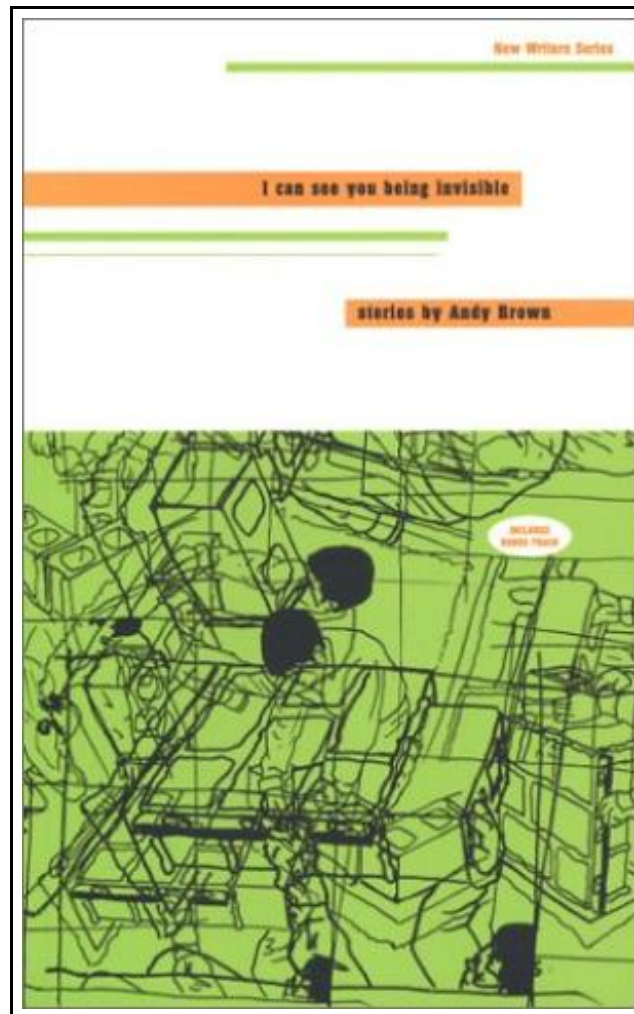 New Writers Series
I can see you being invisible
stories by Andy Brown
INCLUDES
BONUS TRACK